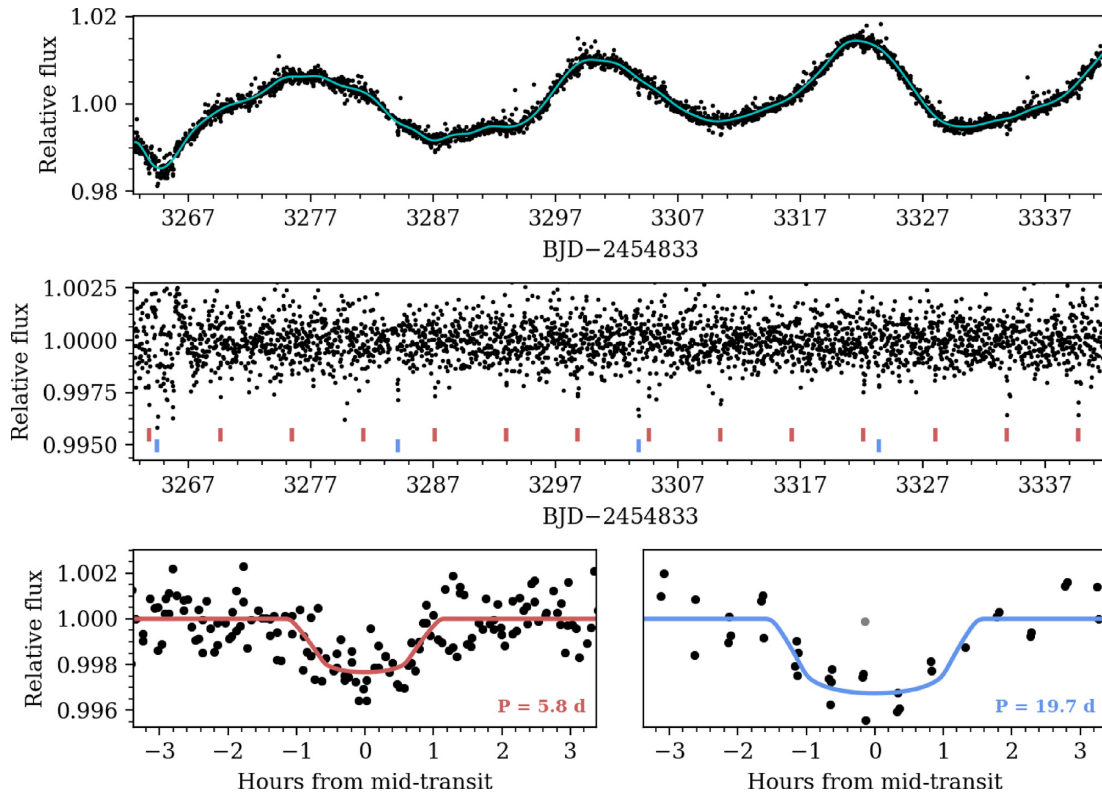 1.02
1.00
0.98
Relative flux
3267 3277 3287 3297 3307 3317 3327 3337
BJD−2454833
1.0025
1.0000
0.9975
0.9950
Relative flux
3267 3277 3287 3297 3307 3317 3327 3337
BJD−2454833
1.002
1.000
0.998
0.996
Relative flux
P = 5.8 d
−3 −2 −1 0 1 2 3
Hours from mid-transit
P = 19.7 d
−3 −2 −1 0 1 2 3
Hours from mid-transit